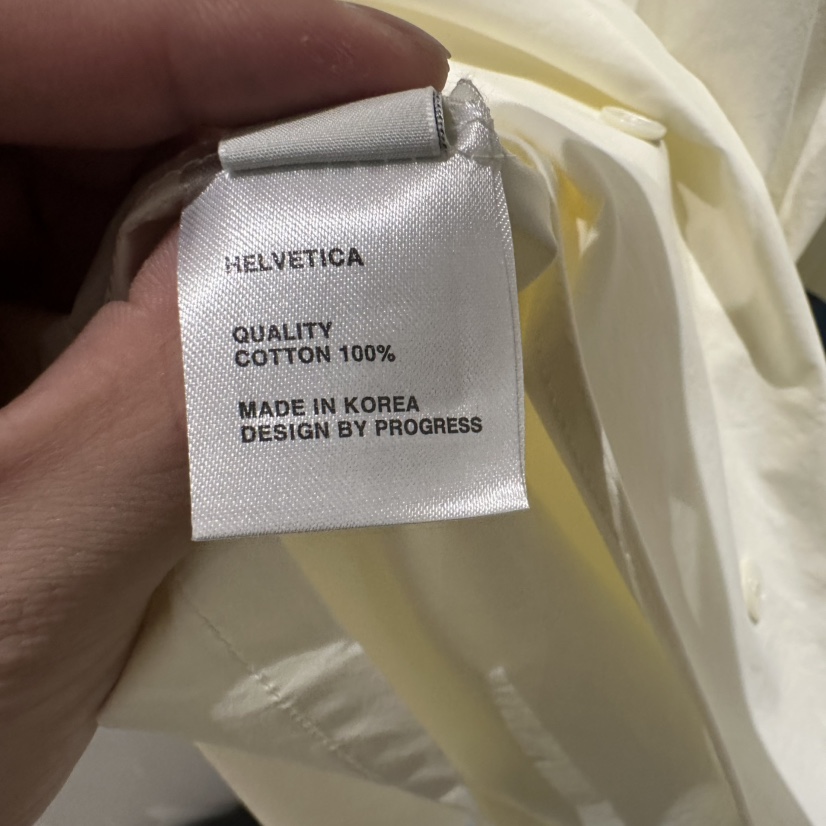 HELVETICA
QUALITY
COTTON 100%
MADE IN KOREA
DESIGN BY PROGRESS